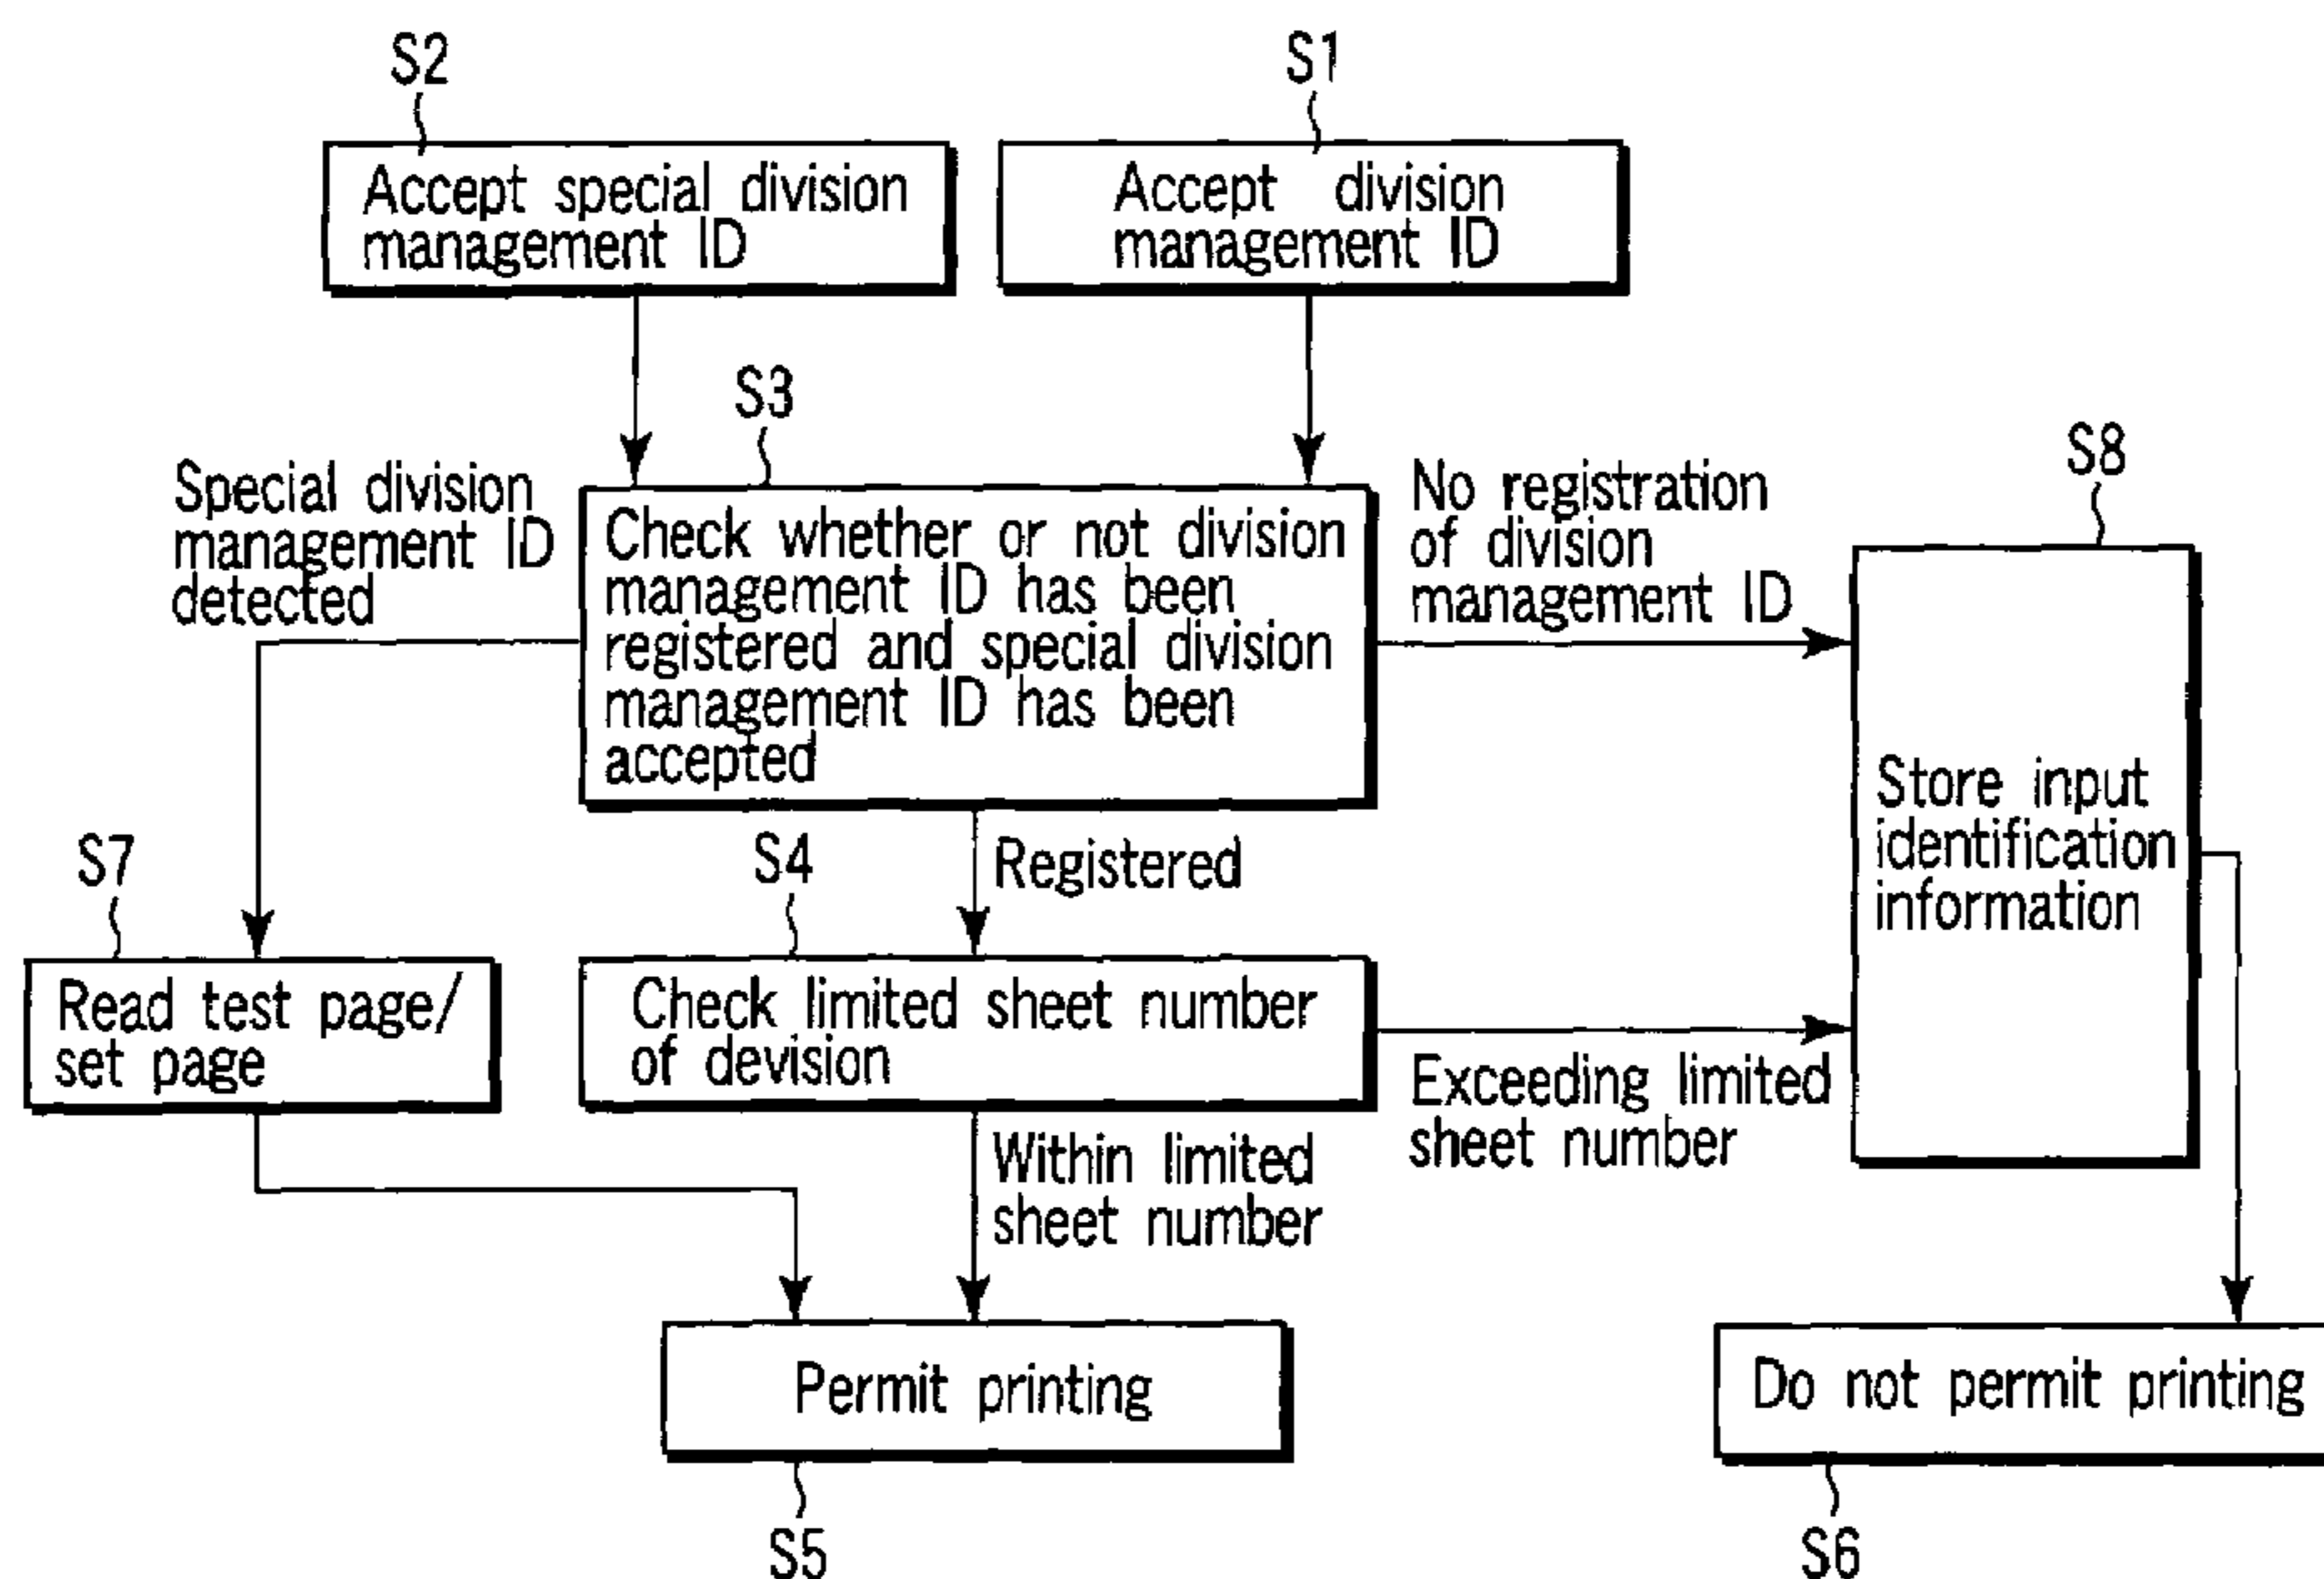 S2
S1
Accept special division
management ID
Accept division
management ID
S3
S8
Special division
management ID
detected
Check whether or not division
management ID has been
registered and special division
management ID has been
accepted
No registration
of division
management ID
Store input
identification
information
S7
S4
Registered
Read test page/
set page
Check limited sheet number
of devision
Exceeding limited
sheet number
Within limited
sheet number
Permit printing
Do not permit printing
S5
S6